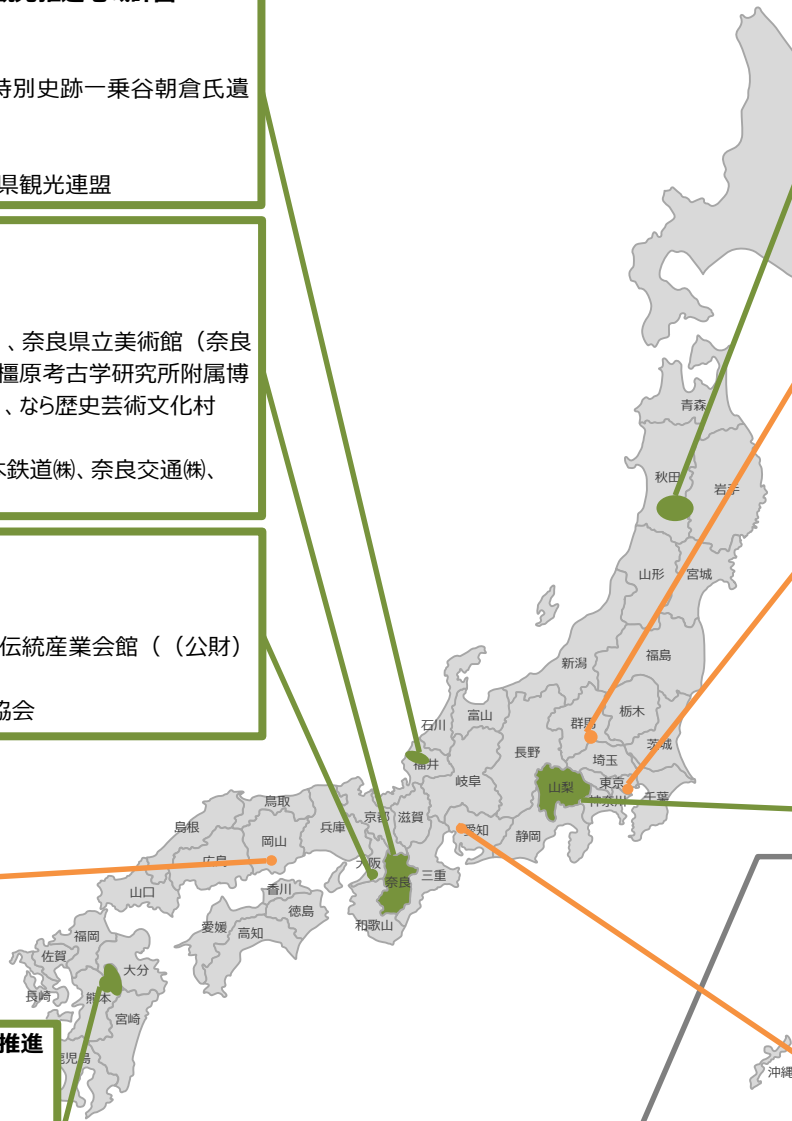 特別史跡一乗谷朝倉氏遺
県観光連盟
、奈良県立美術館（奈良
橿原考古学研究所附属博
、なら歴史芸術文化村
鉄道㈱、奈良交通㈱、
伝統産業会館（（公財）
協会
推進
青森
秋田
岩手
山形
宮城
新潟
福島
石川
富山
群馬
栃木
茨城
福井
長野
埼玉
岐阜
山梨
東京
神奈川
千葉
鳥取
島根
兵庫
京都
滋賀
愛知
静岡
岡山
広島
大阪
奈良
三重
山口
香川
徳島
愛媛
高知
和歌山
福岡
佐賀
大分
長崎
熊本
宮崎
鹿児島
沖縄